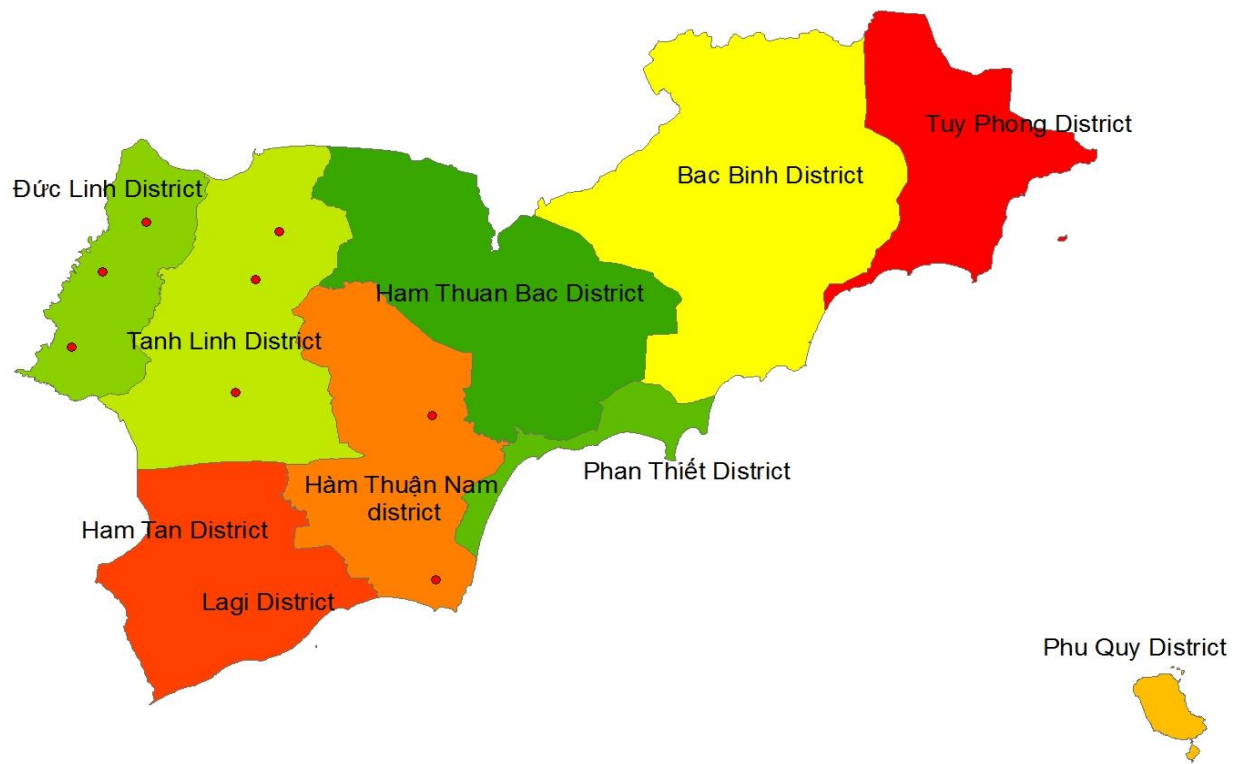 Tuy Phong District
Bac Binh District
Đức Linh District
Ham Thuan Bac District
Tanh Linh District
Phan Thiết District
Hàm Thuận Nam
district
Ham Tan District
Lagi District
Phu Quy District